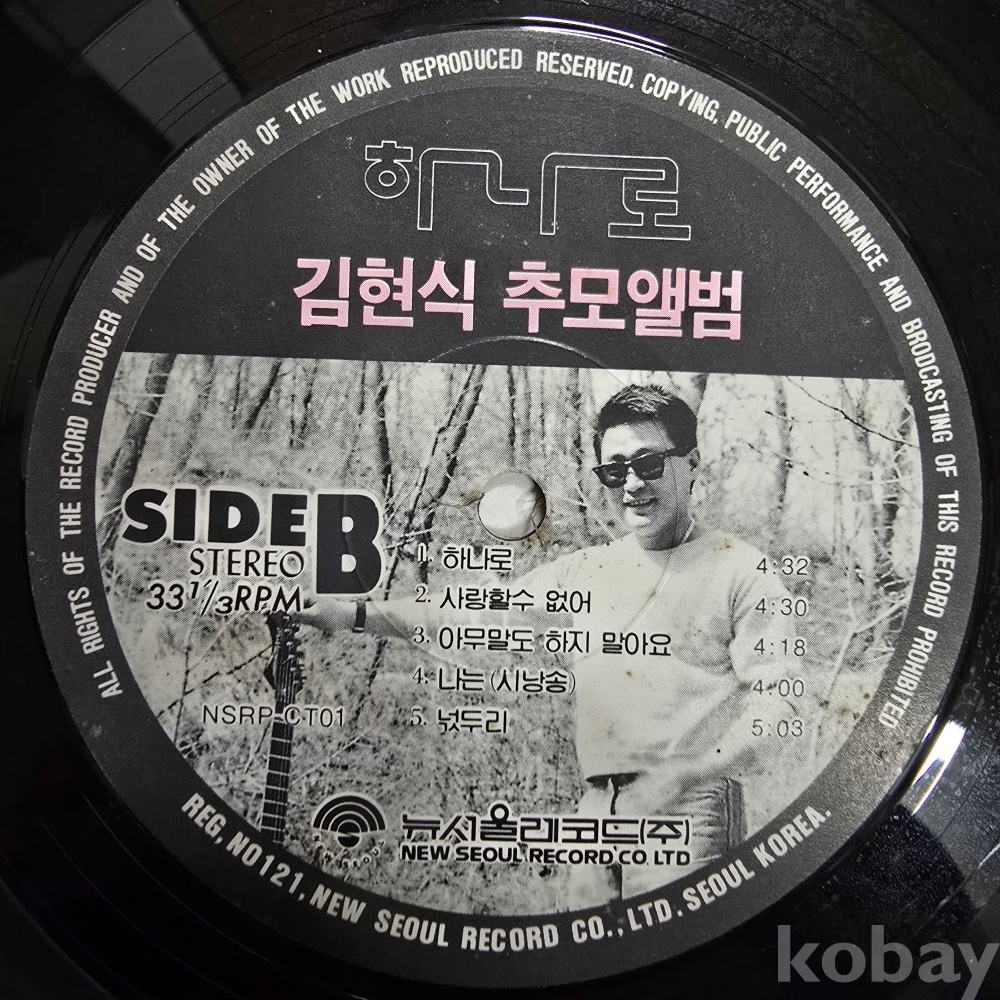 ALL RIGHTS OF THE RECORD PRODUCER AND OF THE OWNER OF THE WORK REPRODUCED RESERVED. COPYING, PUBLIC PERFORMANCE AND BRODCASTING OF THIS RECORD PROHIBITED
하나로
김현식 추모앨범
SIDE B
STEREO
33 1/3 RPM
1. 하나로 4:32
2. 사랑할수 없어 4:30
3. 아무말도 하지 말아요 4:18
4. 나는 (시낭송) 4:00
5. 넋두리 5:03
NSRP-CT01
NEW SEOUL
뉴서울레코드(주)
NEW SEOUL RECORD CO. LTD
REG, NO121, NEW SEOUL RECORD CO., LTD. SEOUL KOREA.
kobay